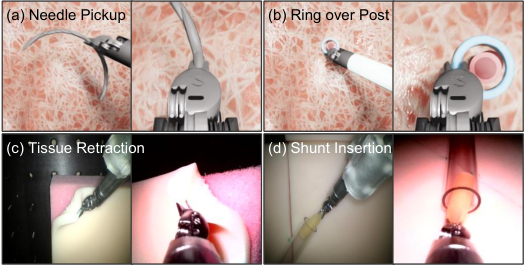 (a) Needle Pickup
(b) Ring over Post
(c) Tissue Retraction
(d) Shunt Insertion